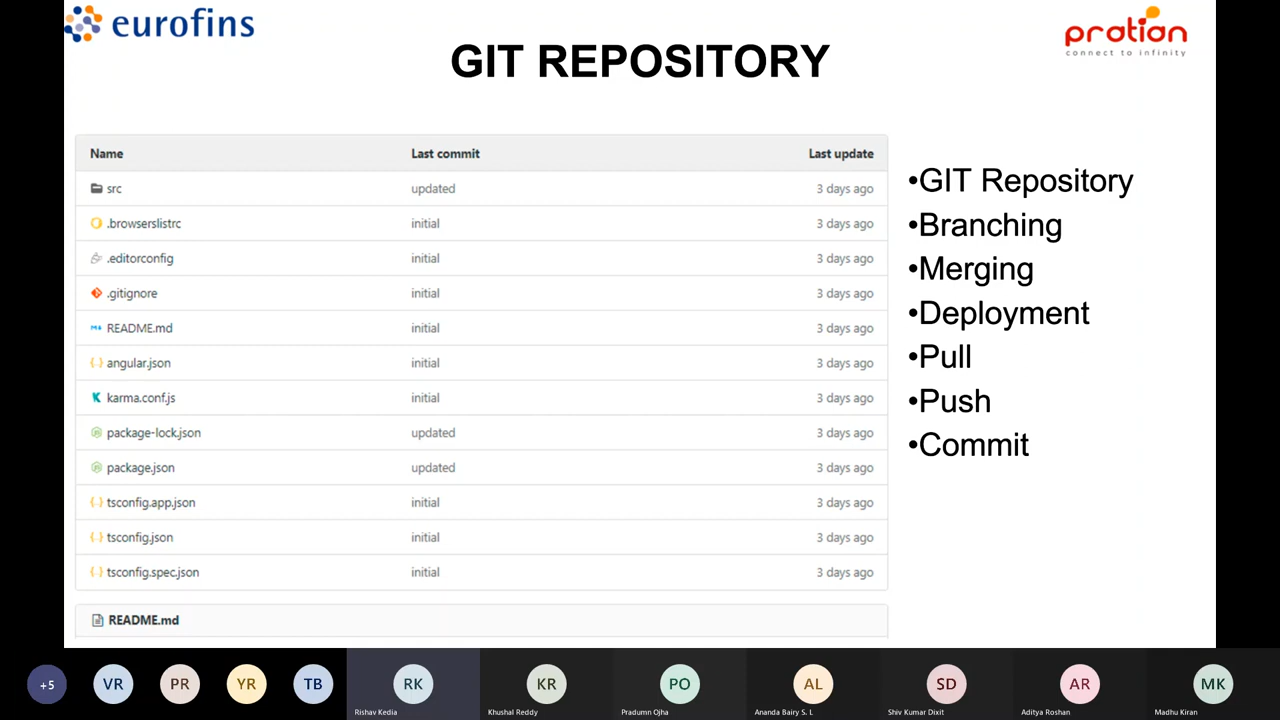 eurofins
pratian
connect to infinity
GIT REPOSITORY
Name Last commit Last update
src updated 3 days ago
.browserslistrc initial 3 days ago
.editorconfig initial 3 days ago
.gitignore initial 3 days ago
README.md initial 3 days ago
angular.json initial 3 days ago
karma.conf.js initial 3 days ago
package-lock.json updated 3 days ago
package.json updated 3 days ago
tsconfig.app.json initial 3 days ago
tsconfig.json initial 3 days ago
tsconfig.spec.json initial 3 days ago
README.md
•GIT Repository
•Branching
•Merging
•Deployment
•Pull
•Push
•Commit
+5 VR PR YR TB RK KR PO AL SD AR MK
Rishav Kedia Khushal Reddy Pradumn Ojha Ananda Bairy S. L Shiv Kumar Dixit Aditya Roshan Madhu Kiran